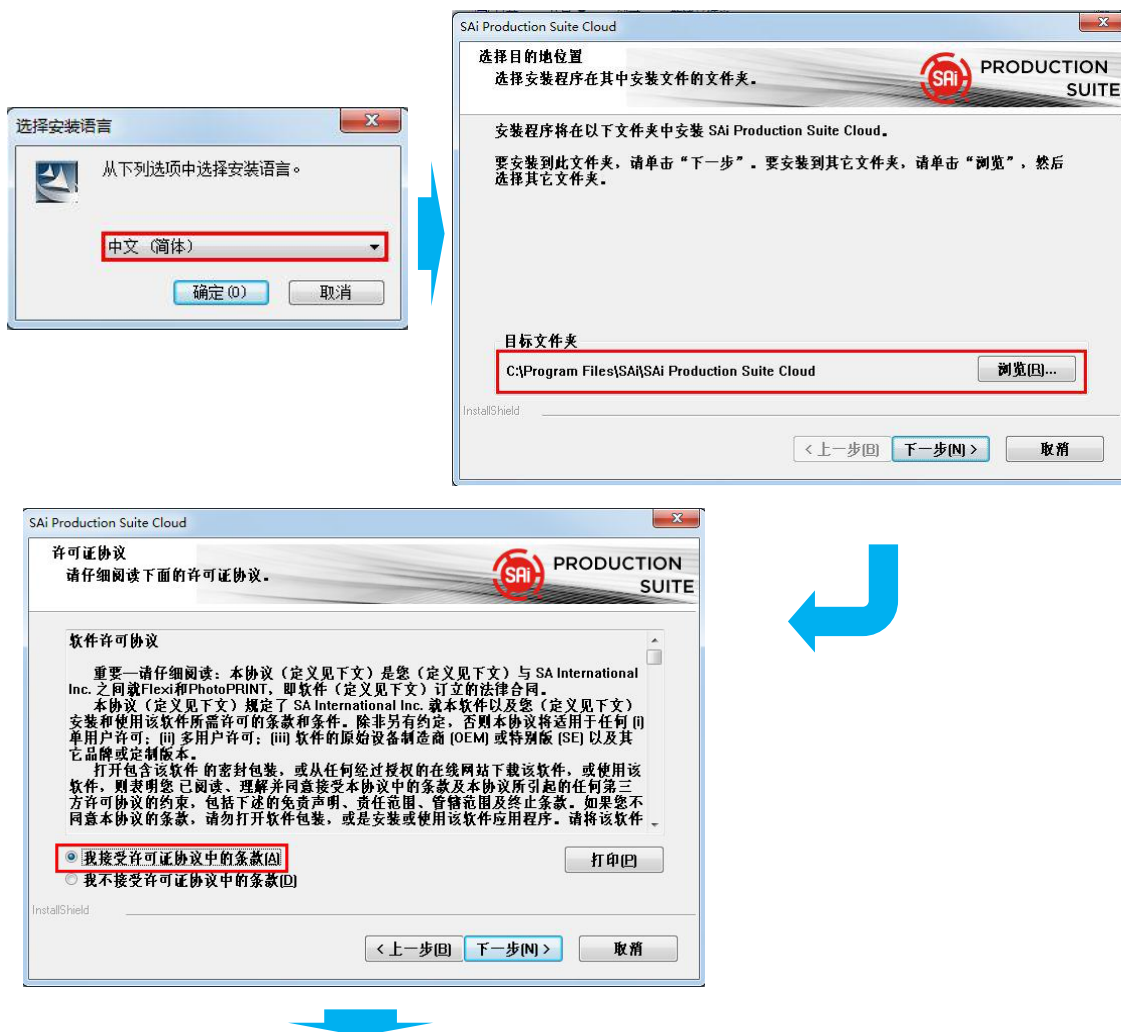 选择安装语言
从下列选项中选择安装语言。
中文 (简体)
确定(O)
取消
SAi Production Suite Cloud
选择目的地位置
选择安装程序在其中安装文件的文件夹。
SAi
PRODUCTION
SUITE
安装程序将在以下文件夹中安装 SAi Production Suite Cloud。
要安装到此文件夹，请单击“下一步”。要安装到其它文件夹，请单击“浏览”，然后
选择其它文件夹。
目标文件夹
C:\Program Files\SAi\SAi Production Suite Cloud
浏览(R)...
InstallShield
< 上一步(B)
下一步(N) >
取消
SAi Production Suite Cloud
许可证协议
请仔细阅读下面的许可证协议。
SAi
PRODUCTION
SUITE
软件许可协议
重要—请仔细阅读：本协议（定义见下文）是您（定义见下文）与 SA International
Inc. 之间就Flexi和PhotoPRINT，即软件（定义见下文）订立的法律合同。
本协议（定义见下文）规定了 SA International Inc. 就本软件以及您（定义见下文）
安装和使用该软件所需许可的条款和条件。除非另有约定，否则本协议将适用于任何 (i)
单用户许可；(ii) 多用户许可；(iii) 软件的原始设备制造商 (OEM) 或特别版 (SE) 以及其
它品牌或定制版本。
打开包含该软件 的密封包装，或从任何经过授权的在线网站下载该软件，或使用该
软件，则表明您 已阅读、理解并同意接受本协议中的条款及本协议所引起的任何第三
方许可协议的约束，包括下述的免责声明、责任范围、管辖范围及终止条款。如果您不
同意本协议的条款，请勿打开软件包装，或是安装或使用该软件应用程序。请将该软件
我接受许可证协议中的条款(A)
打印(P)
我不接受许可证协议中的条款(D)
InstallShield
< 上一步(B)
下一步(N) >
取消